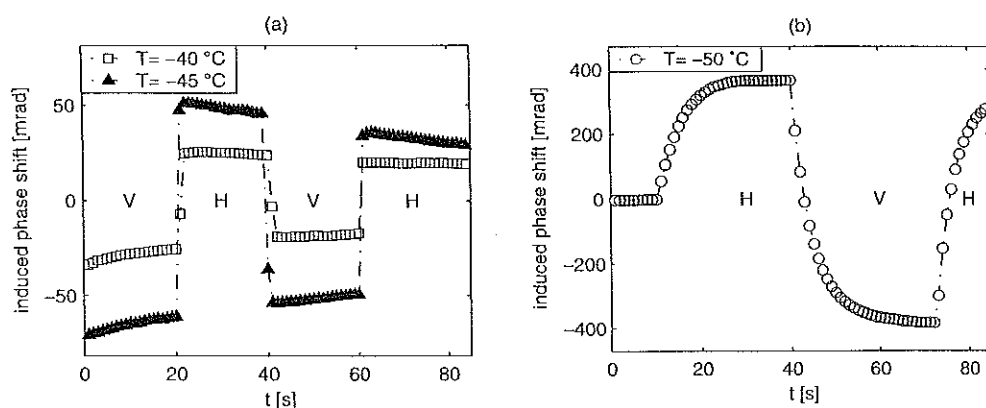 (a)
T= −40 °C
T= −45 °C
50
0
−50
V
H
V
H
0
20
40
60
80
t [s]
induced phase shift [mrad]
(b)
T= −50 °C
400
200
0
−200
−400
H
V
H
0
20
40
60
80
t [s]
induced phase shift [mrad]